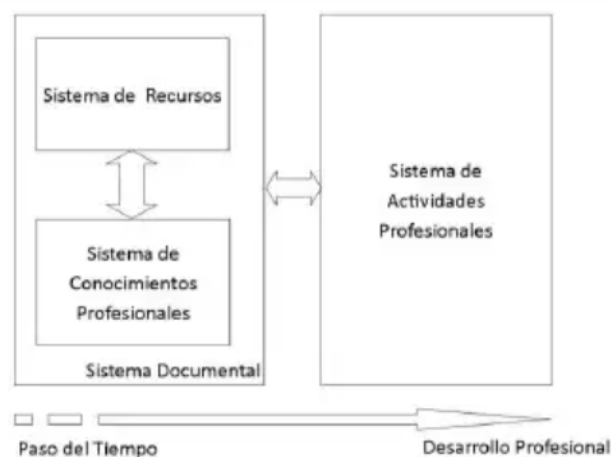 Sistema de Recursos
Sistema de
Conocimientos
Profesionales
Sistema Documental
Sistema de
Actividades
Profesionales
Paso del Tiempo
Desarrollo Profesional